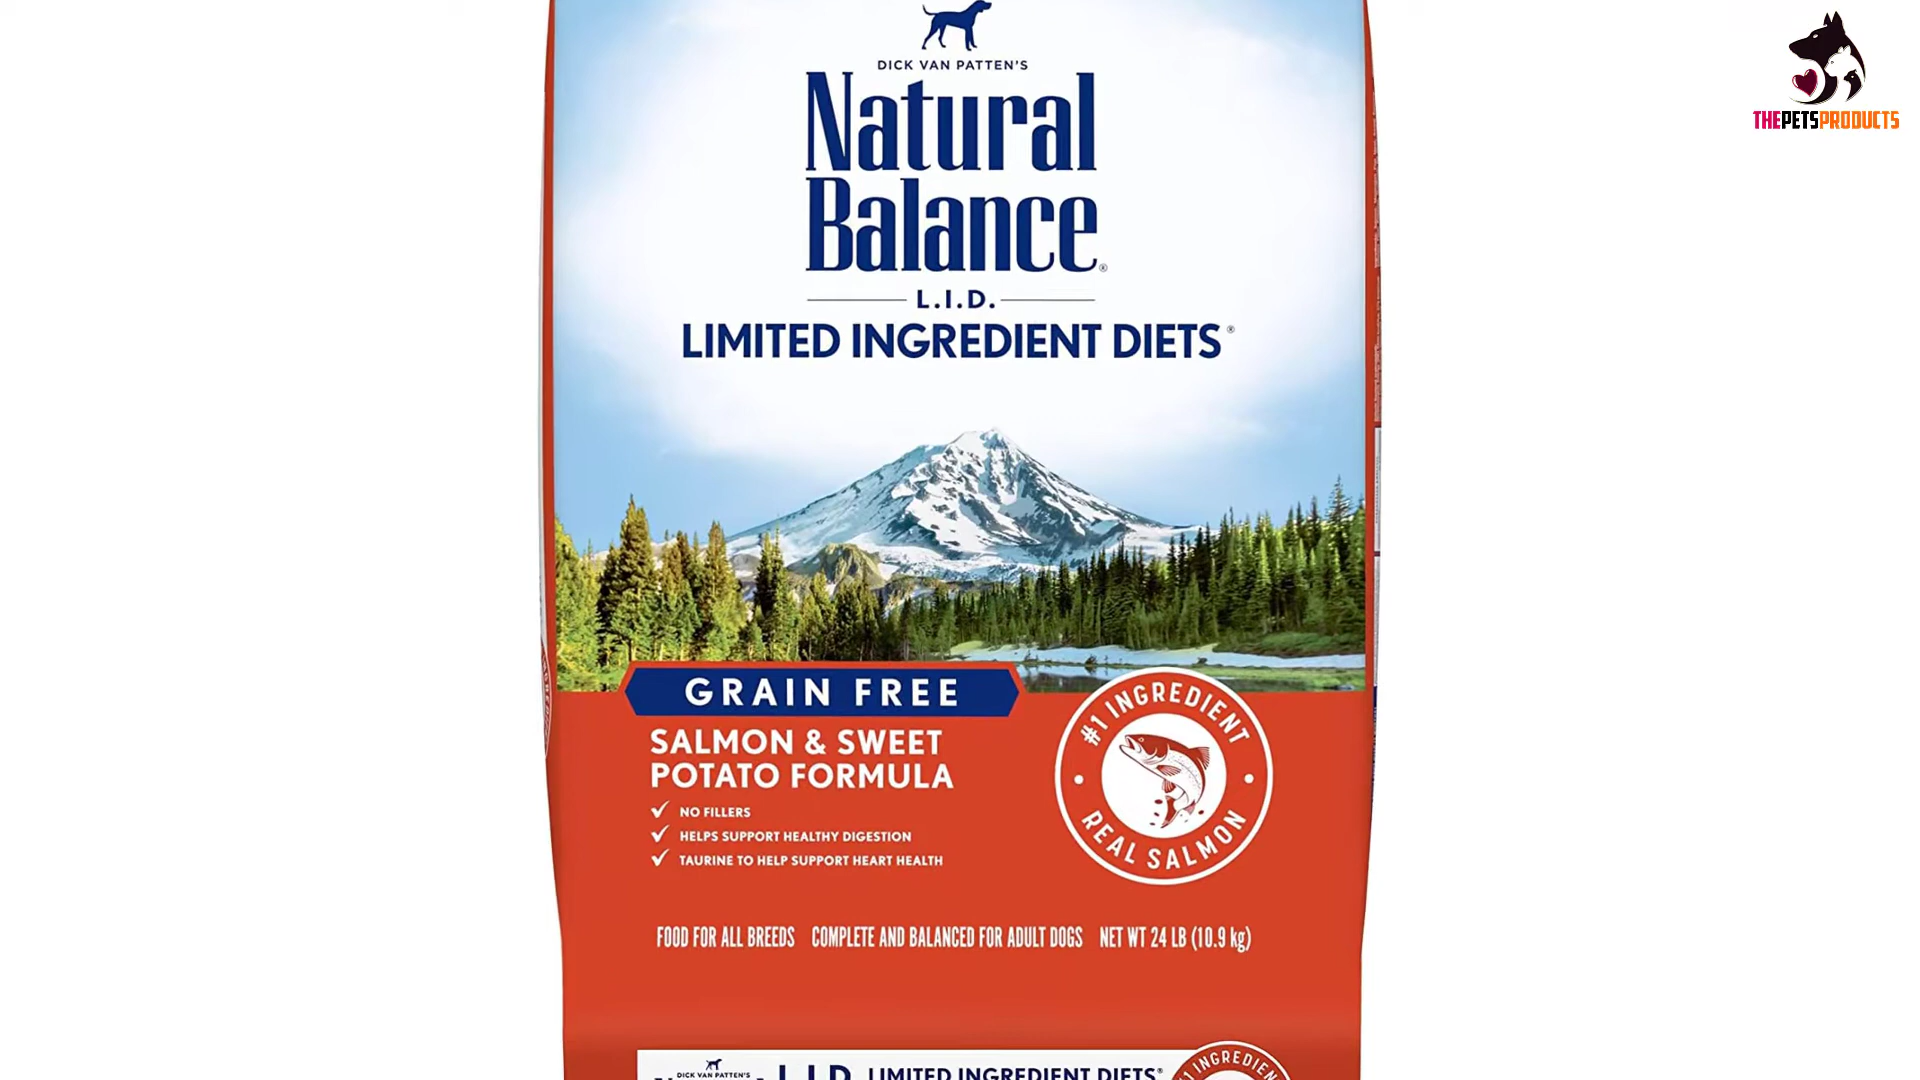 DICK VAN PATTEN'S
Natural
Balance®
L.I.D.
LIMITED INGREDIENT DIETS®
GRAIN FREE
SALMON & SWEET
POTATO FORMULA
✓ NO FILLERS
✓ HELPS SUPPORT HEALTHY DIGESTION
✓ TAURINE TO HELP SUPPORT HEART HEALTH
#1 INGREDIENT
REAL SALMON
FOOD FOR ALL BREEDS COMPLETE AND BALANCED FOR ADULT DOGS NET WT 24 LB (10.9 kg)
DICK VAN PATTEN'S
L.I.D. LIMITED INGREDIENT DIETS®
THEPETSPRODUCTS